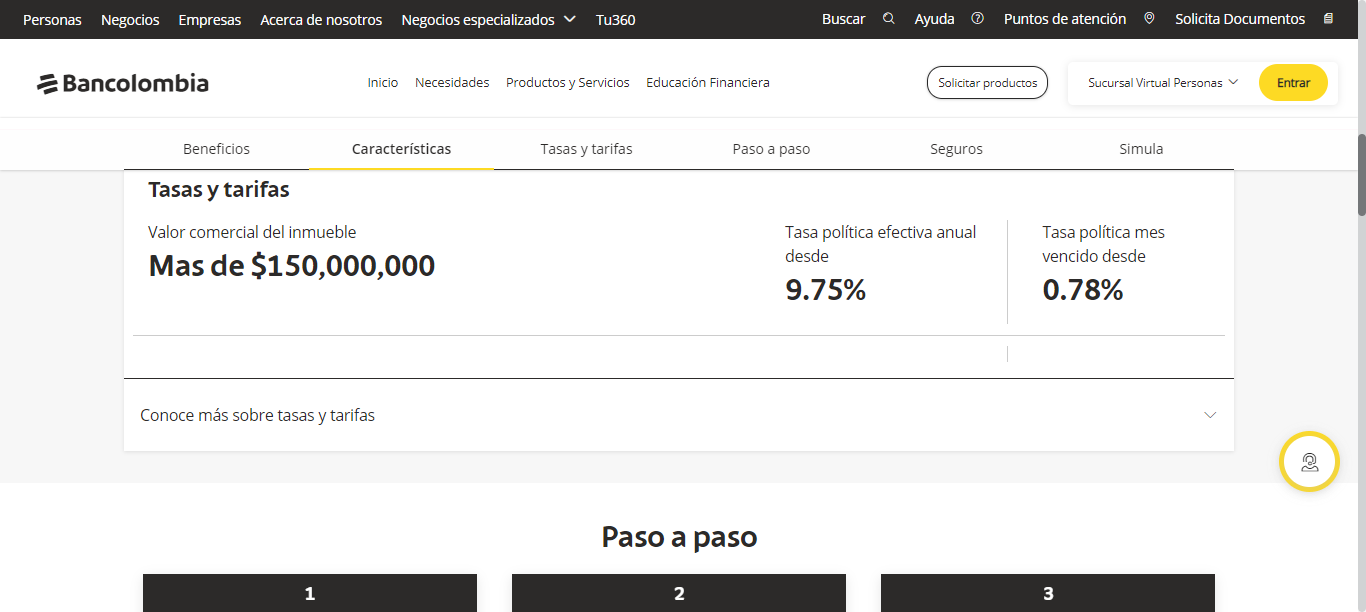 Personas Negocios Empresas Acerca de nosotros Negocios especializados Tu360 Buscar Ayuda Puntos de atención Solicita Documentos
Bancolombia Inicio Necesidades Productos y Servicios Educación Financiera Solicitar productos Sucursal Virtual Personas Entrar
Beneficios Características Tasas y tarifas Paso a paso Seguros Simula
Tasas y tarifas
Valor comercial del inmueble
Mas de $150,000,000
Tasa política efectiva anual
desde
9.75%
Tasa política mes
vencido desde
0.78%
Conoce más sobre tasas y tarifas
Paso a paso
1 2 3